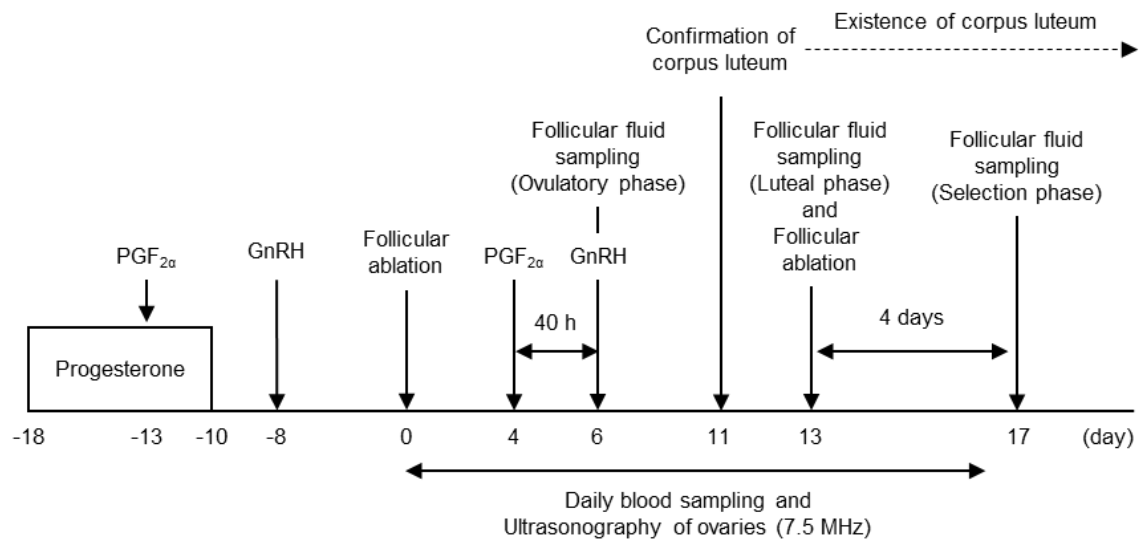 Existence of corpus luteum
Confirmation of
corpus luteum
Follicular fluid
sampling
(Ovulatory phase)
Follicular fluid
sampling
(Luteal phase)
and
Follicular
ablation
Follicular fluid
sampling
(Selection phase)
PGF2α
GnRH
Follicular
ablation
PGF2α
GnRH
40 h
4 days
Progesterone
-18 -13 -10 -8 0 4 6 11 13 17 (day)
Daily blood sampling and
Ultrasonography of ovaries (7.5 MHz)